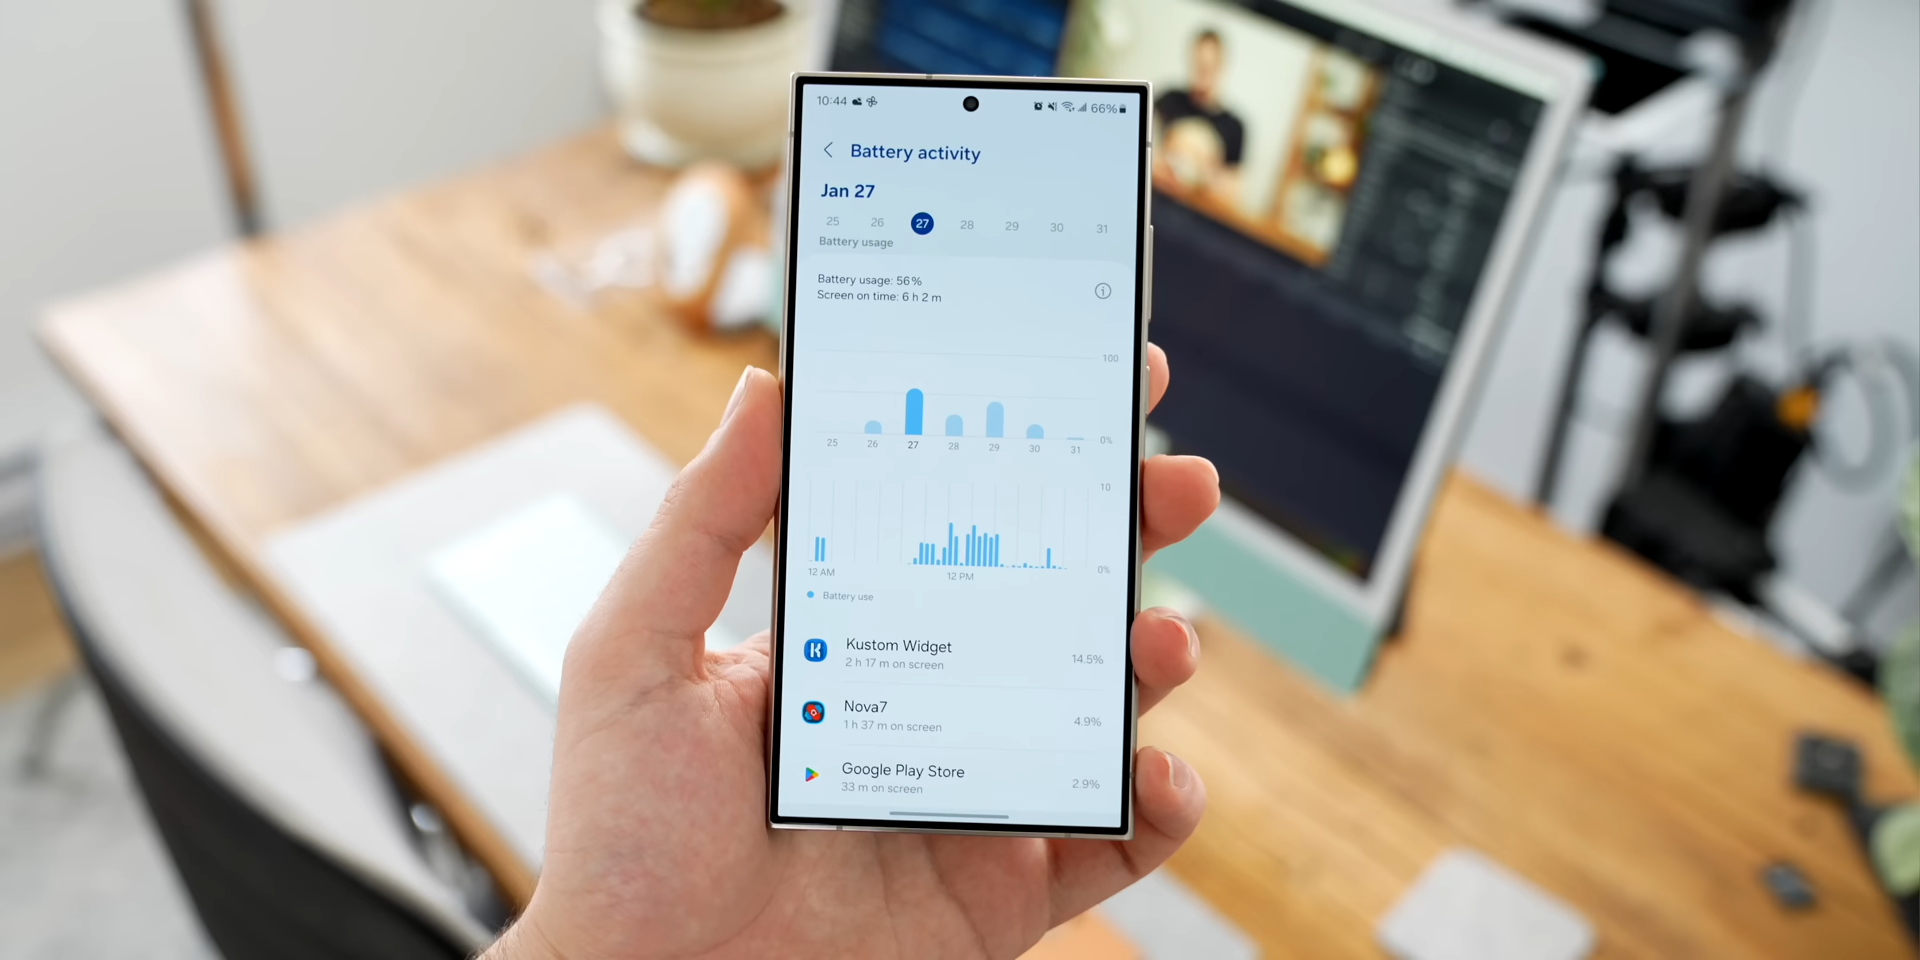 10:44 66%
Battery activity
Jan 27
25 26 27 28 29 30 31
Battery usage
Battery usage: 56%
Screen on time: 6 h 2 m
100
0%
25 26 27 28 29 30 31
10
0%
12 AM 12 PM
Battery use
Kustom Widget
2 h 17 m on screen
14.5%
Nova7
1 h 37 m on screen
4.9%
Google Play Store
33 m on screen
2.9%